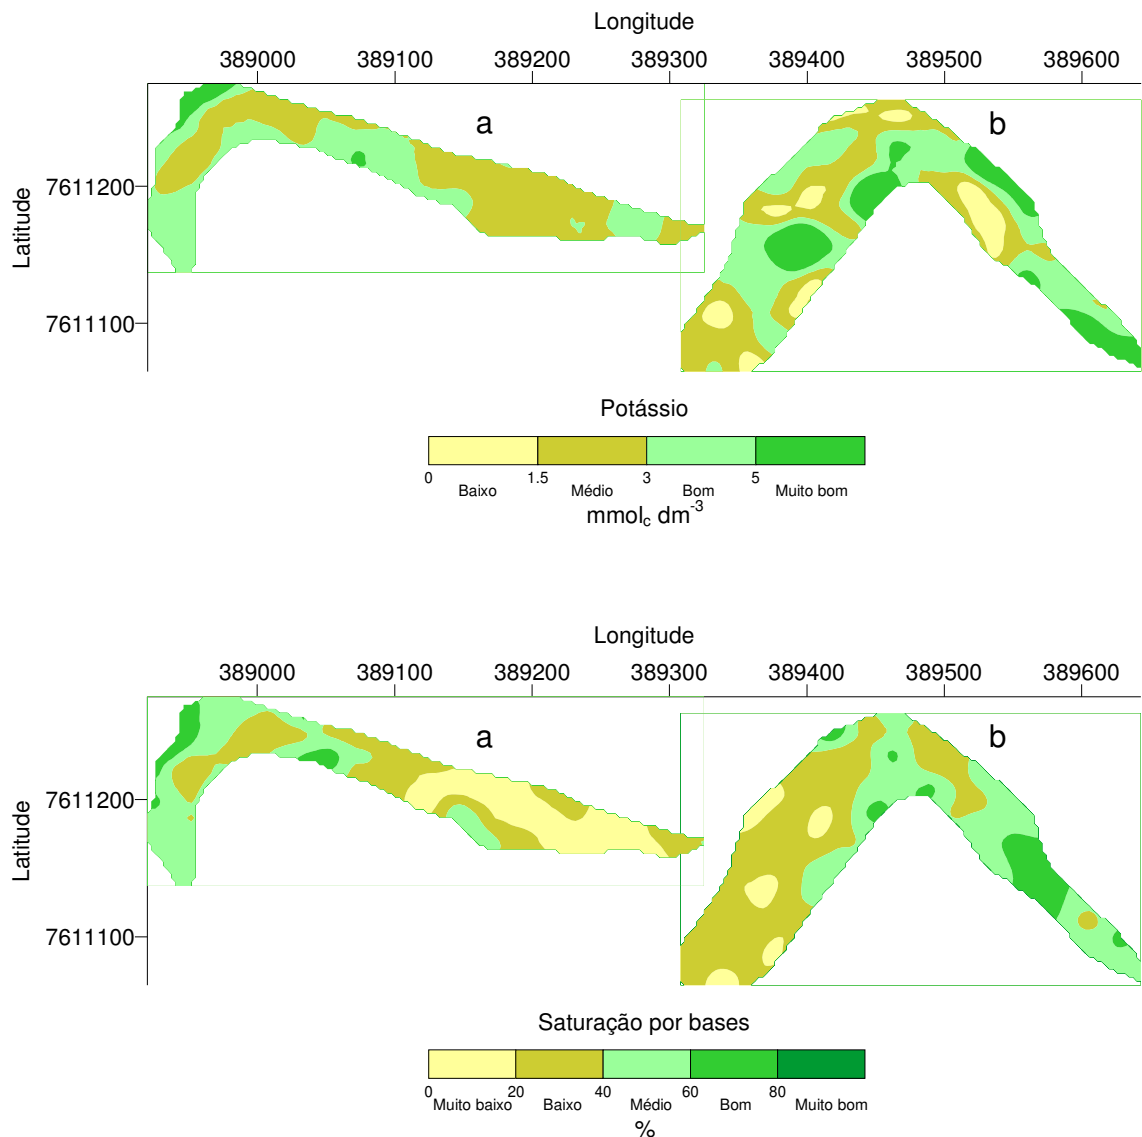 Longitude
389000 389100 389200 389300 389400 389500 389600
a
b
7611200
Latitude
7611100
Potássio
0 1.5 3 5
Baixo Médio Bom Muito bom
mmolc dm-3
Longitude
389000 389100 389200 389300 389400 389500 389600
a
b
7611200
Latitude
7611100
Saturação por bases
0 20 40 60 80
Muito baixo Baixo Médio Bom Muito bom
%